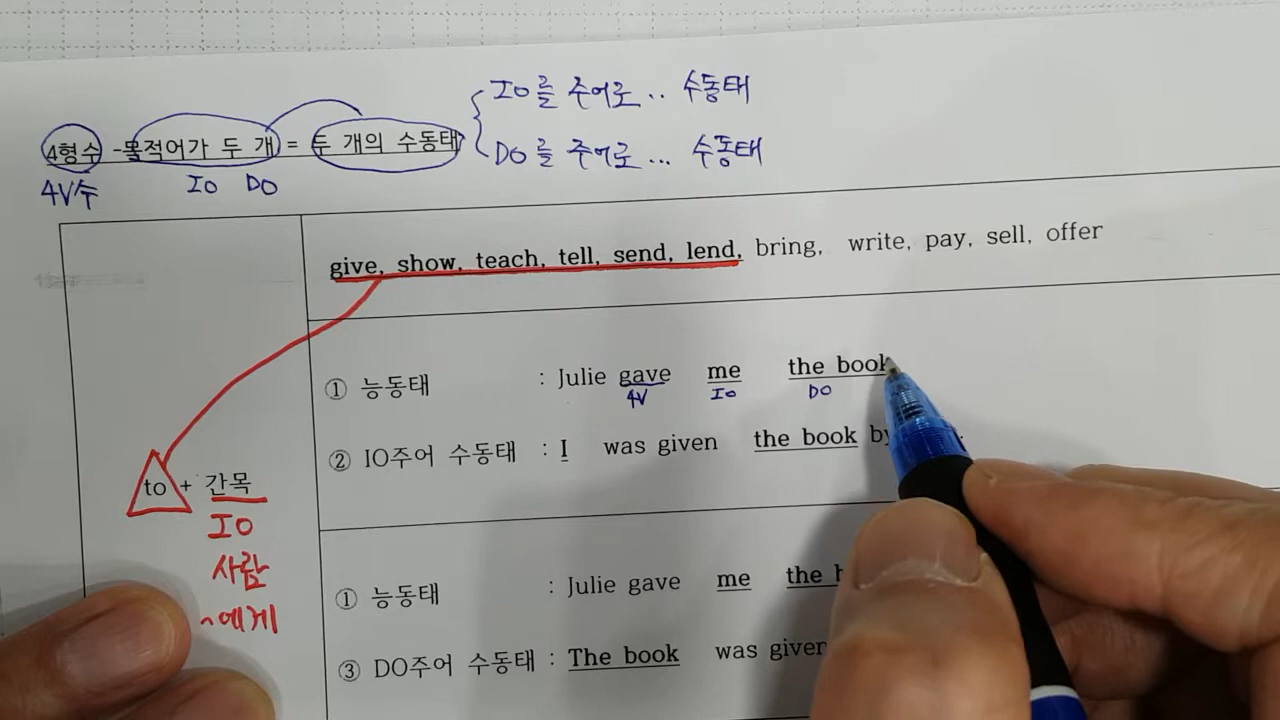 IO를 주어로 .. 수동태
4형수 -목적어가 두 개 = 두 개의 수동태
DO를 주어로 ... 수동태
4V수 IO DO
give, show, teach, tell, send, lend, bring, write, pay, sell, offer
① 능동태 : Julie gave me the book
4V IO DO
② IO주어 수동태 : I was given the book by
to + 간목
IO
사람
~에게
① 능동태 : Julie gave me the
③ DO주어 수동태 : The book was given